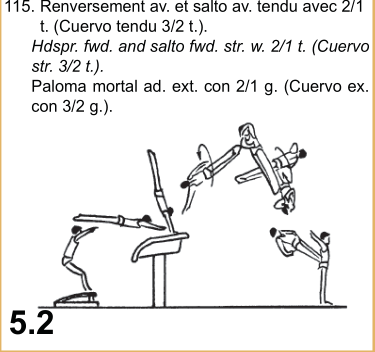 115. Renversement av. et salto av. tendu avec 2/1
t. (Cuervo tendu 3/2 t.).
Hdspr. fwd. and salto fwd. str. w. 2/1 t. (Cuervo
str. 3/2 t.).
Paloma mortal ad. ext. con 2/1 g. (Cuervo ex.
con 3/2 g.).
5.2